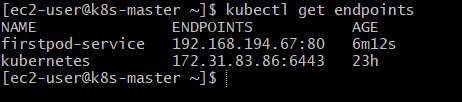 [ec2-user@k8s-master ~]$ kubectl get endpoints
NAME                ENDPOINTS           AGE
firstpod-service    192.168.194.67:80   6m12s
kubernetes          172.31.83.86:6443   23h
[ec2-user@k8s-master ~]$